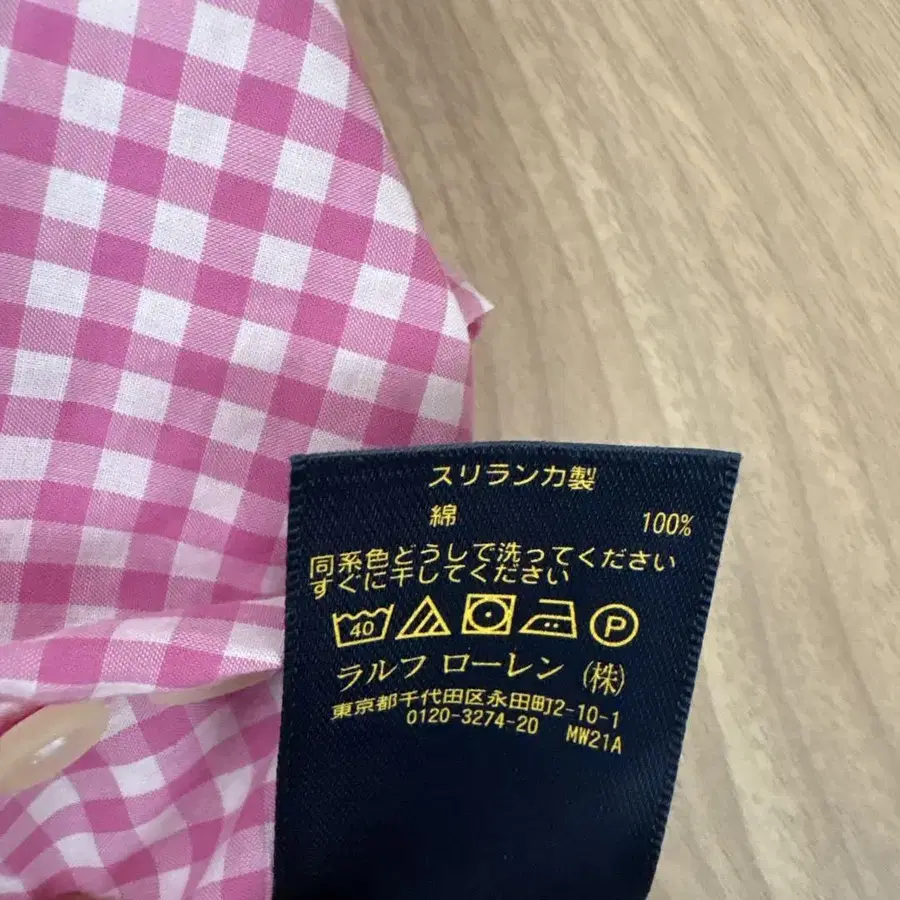 スリランカ製
綿 100%
同系色どうしで洗ってください
すぐに干してください
40 P
ラルフ ローレン (株)
東京都千代田区永田町2-10-1
0120-3274-20 MW21A